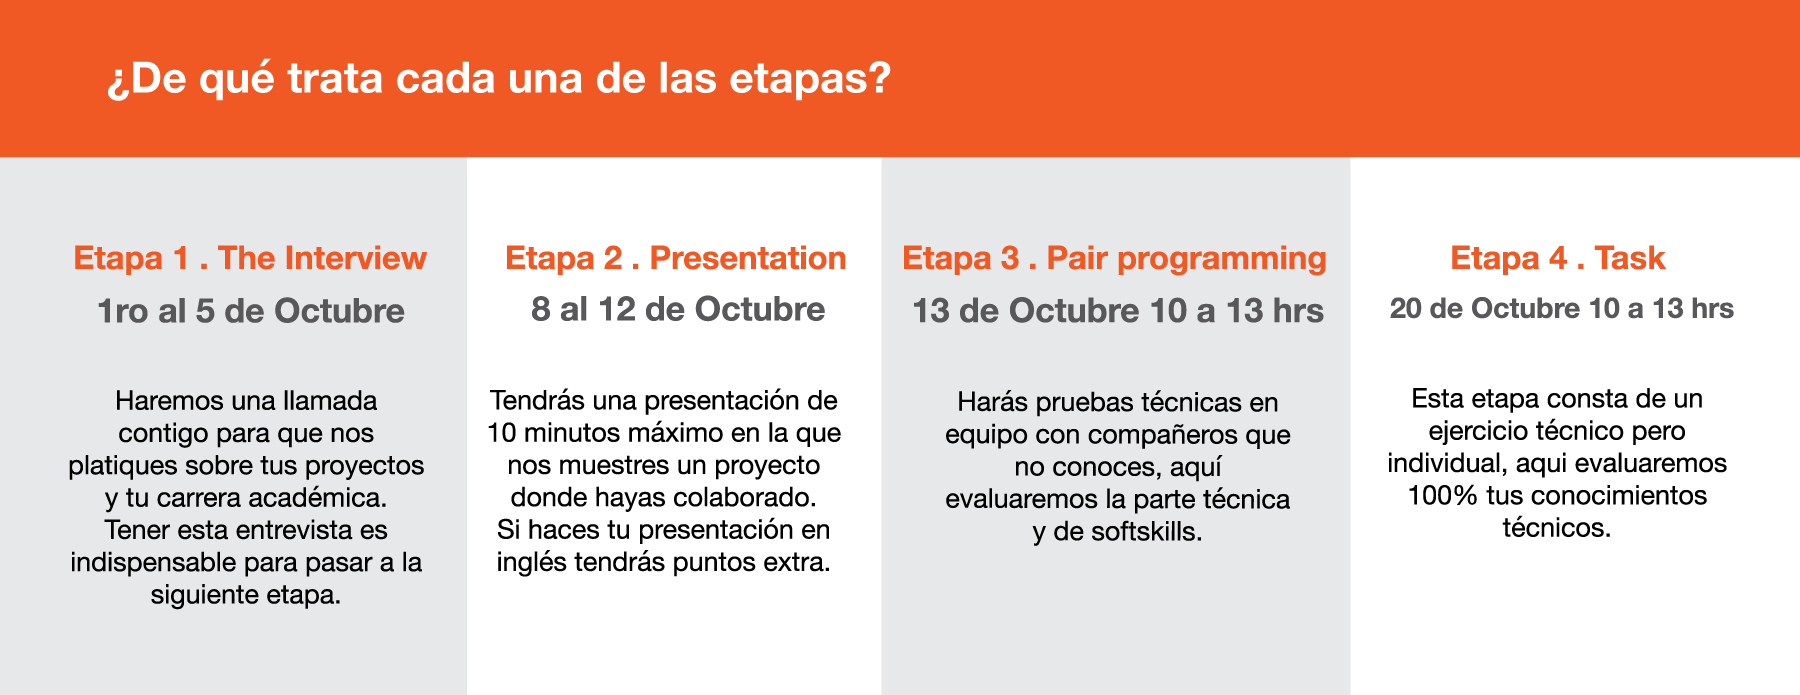 ¿De qué trata cada una de las etapas?
Etapa 1 . The Interview
1ro al 5 de Octubre
Haremos una llamada
contigo para que nos
platiques sobre tus proyectos
y tu carrera académica.
Tener esta entrevista es
indispensable para pasar a la
siguiente etapa.
Etapa 2 . Presentation
8 al 12 de Octubre
Tendrás una presentación de
10 minutos máximo en la que
nos muestres un proyecto
donde hayas colaborado.
Si haces tu presentación en
inglés tendrás puntos extra.
Etapa 3 . Pair programming
13 de Octubre 10 a 13 hrs
Harás pruebas técnicas en
equipo con compañeros que
no conoces, aquí
evaluaremos la parte técnica
y de softskills.
Etapa 4 . Task
20 de Octubre 10 a 13 hrs
Esta etapa consta de un
ejercicio técnico pero
individual, aqui evaluaremos
100% tus conocimientos
técnicos.